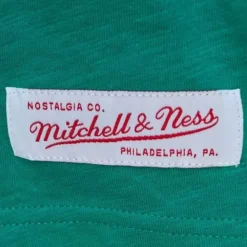 NOSTALGIA CO.
Mitchell & Ness
PHILADELPHIA, PA.